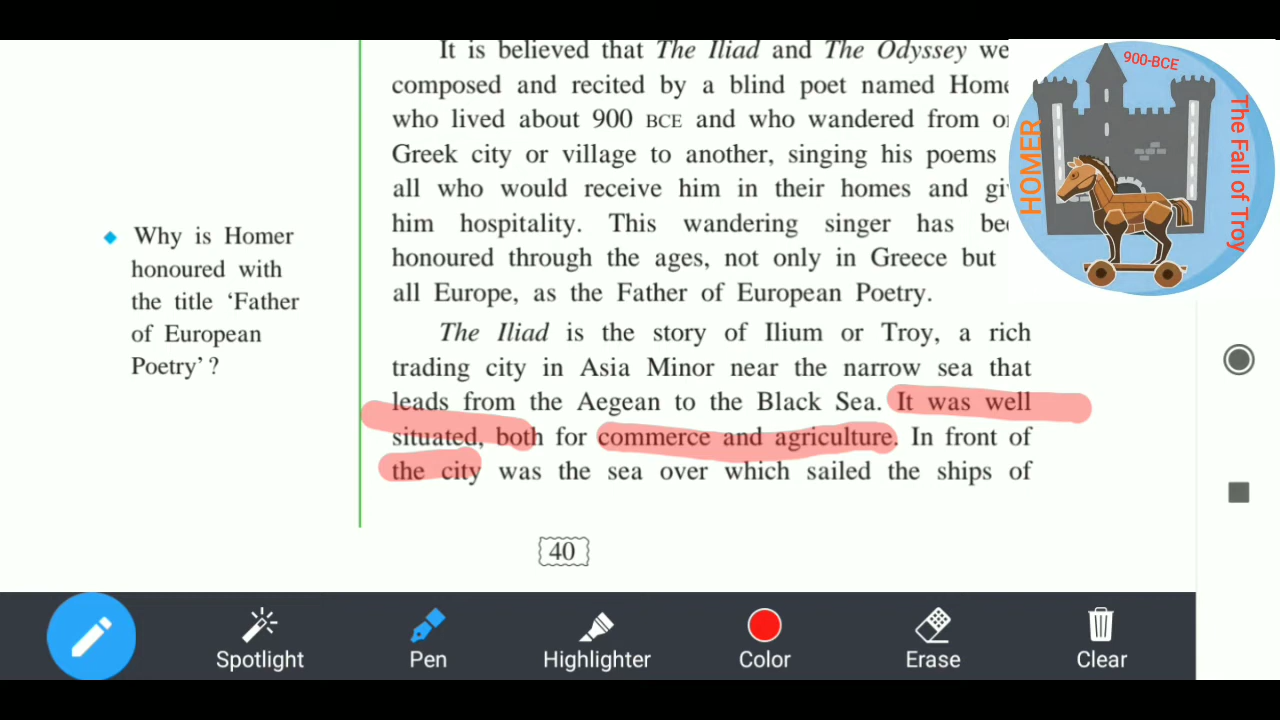 It is believed that The Iliad and The Odyssey we
composed and recited by a blind poet named Home
who lived about 900 BCE and who wandered from o
Greek city or village to another, singing his poems
all who would receive him in their homes and gi
him hospitality. This wandering singer has be
honoured through the ages, not only in Greece but
all Europe, as the Father of European Poetry.
The Iliad is the story of Ilium or Troy, a rich
trading city in Asia Minor near the narrow sea that
leads from the Aegean to the Black Sea. It was well
situated, both for commerce and agriculture. In front of
the city was the sea over which sailed the ships of
40
Why is Homer
honoured with
the title ‘Father
of European
Poetry’ ?
900-BCE
HOMER
The Fall of Troy
Spotlight
Pen
Highlighter
Color
Erase
Clear